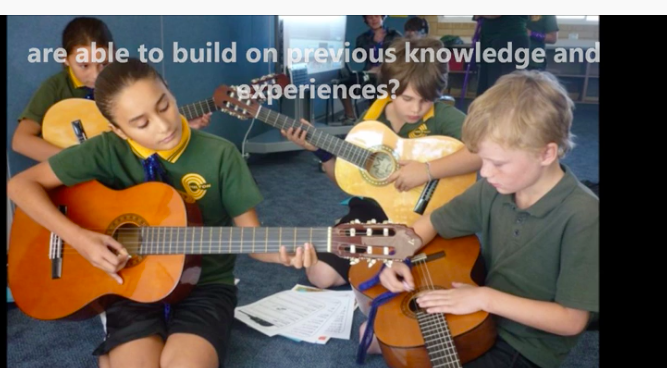 are able to build on previous knowledge and
experiences?